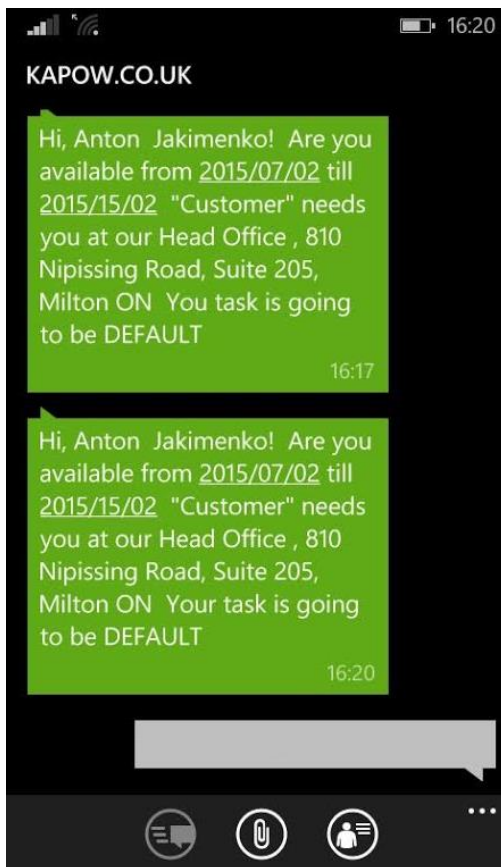 16:20
KAPOW.CO.UK
Hi, Anton  Jakimenko!  Are you
available from 2015/07/02 till
2015/15/02  "Customer" needs
you at our Head Office , 810
Nipissing Road, Suite 205,
Milton ON  You task is going
to be DEFAULT
16:17
Hi, Anton  Jakimenko!  Are you
available from 2015/07/02 till
2015/15/02  "Customer" needs
you at our Head Office , 810
Nipissing Road, Suite 205,
Milton ON  Your task is going
to be DEFAULT
16:20